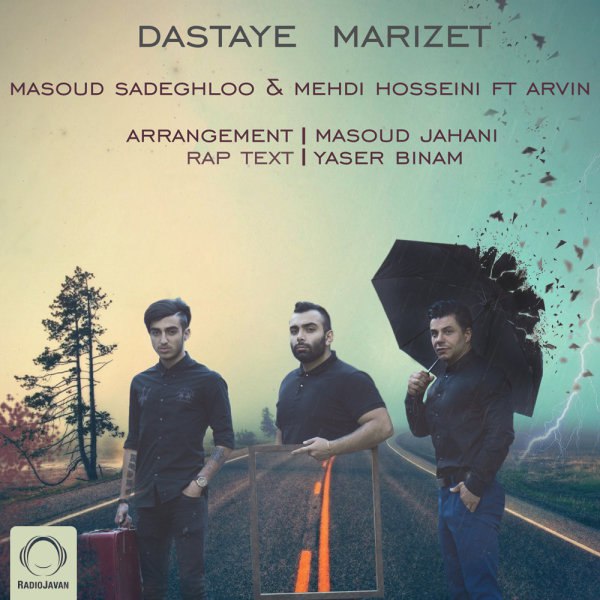 DASTAYE MARIZET
MASOUD SADEGHLOO & MEHDI HOSSEINI FT ARVIN
ARRANGEMENT | MASOUD JAHANI
RAP TEXT | YASER BINAM
RADIOJAVAN